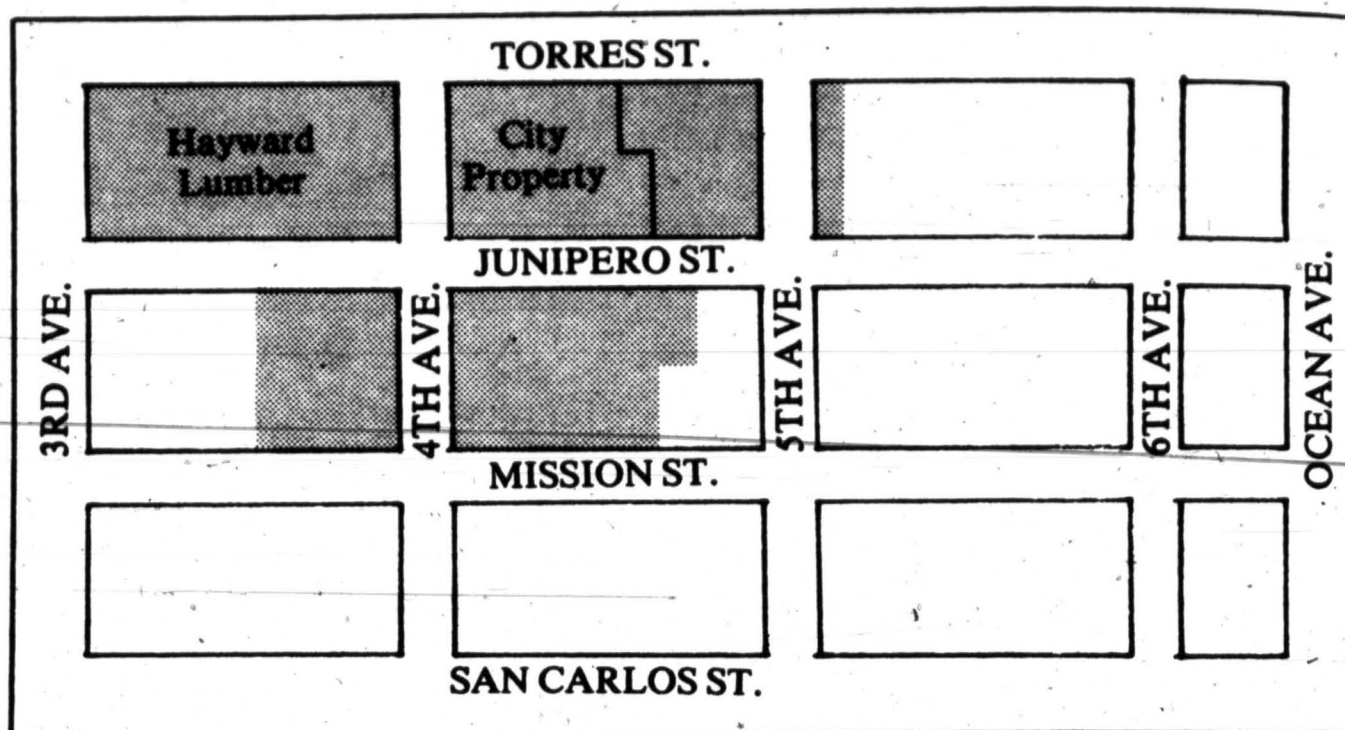 TORRES ST.
Hayward
Lumber
City
Property
JUNIPERO ST.
3RD AVE.
4TH AVE.
5TH AVE.
6TH AVE.
OCEAN AVE.
MISSION ST.
SAN CARLOS ST.